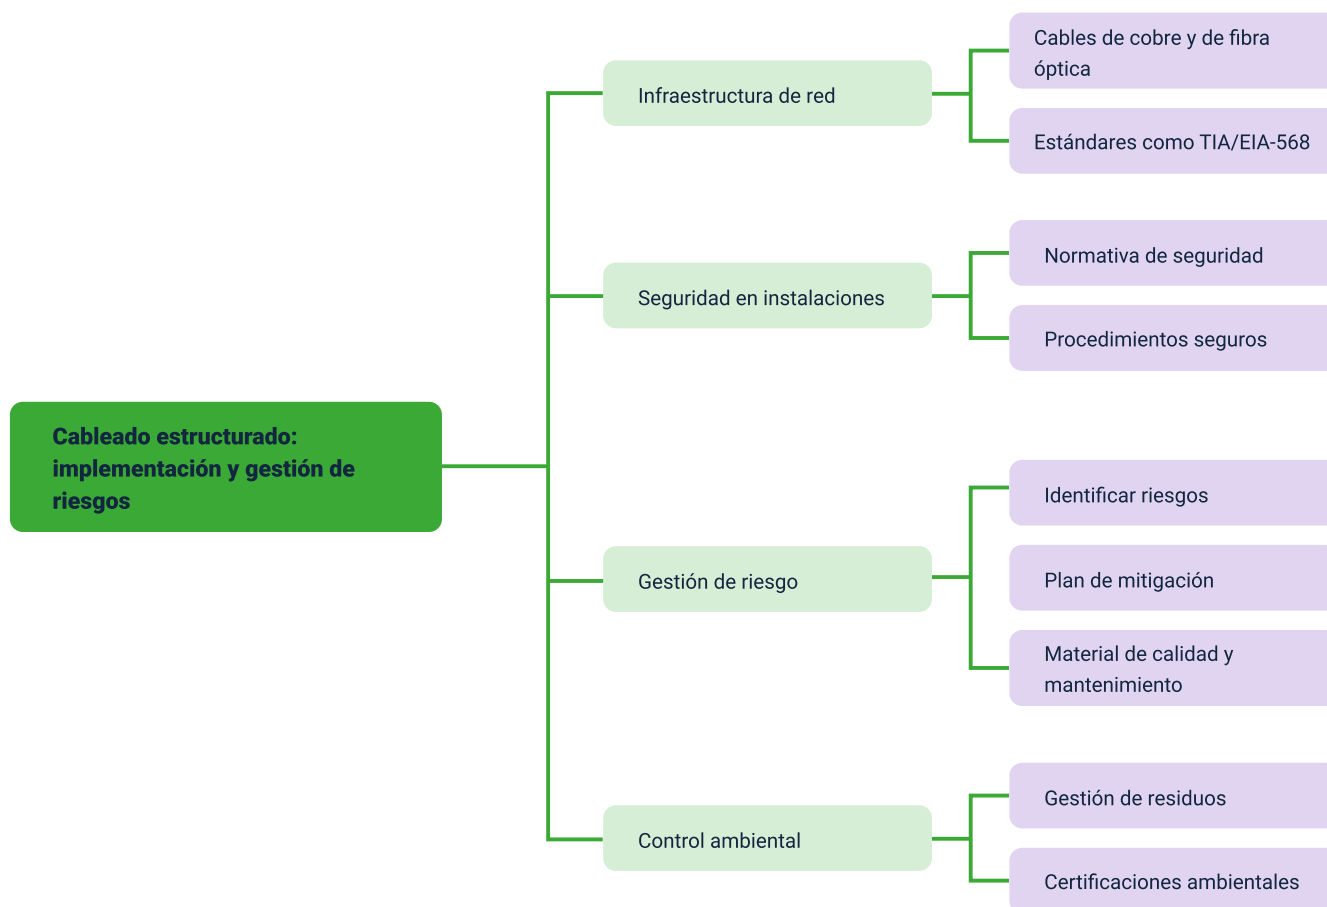 Cableado estructurado:
implementación y gestión de
riesgos
Infraestructura de red
Cables de cobre y de fibra
óptica
Estándares como TIA/EIA-568
Seguridad en instalaciones
Normativa de seguridad
Procedimientos seguros
Gestión de riesgo
Identificar riesgos
Plan de mitigación
Material de calidad y
mantenimiento
Control ambiental
Gestión de residuos
Certificaciones ambientales